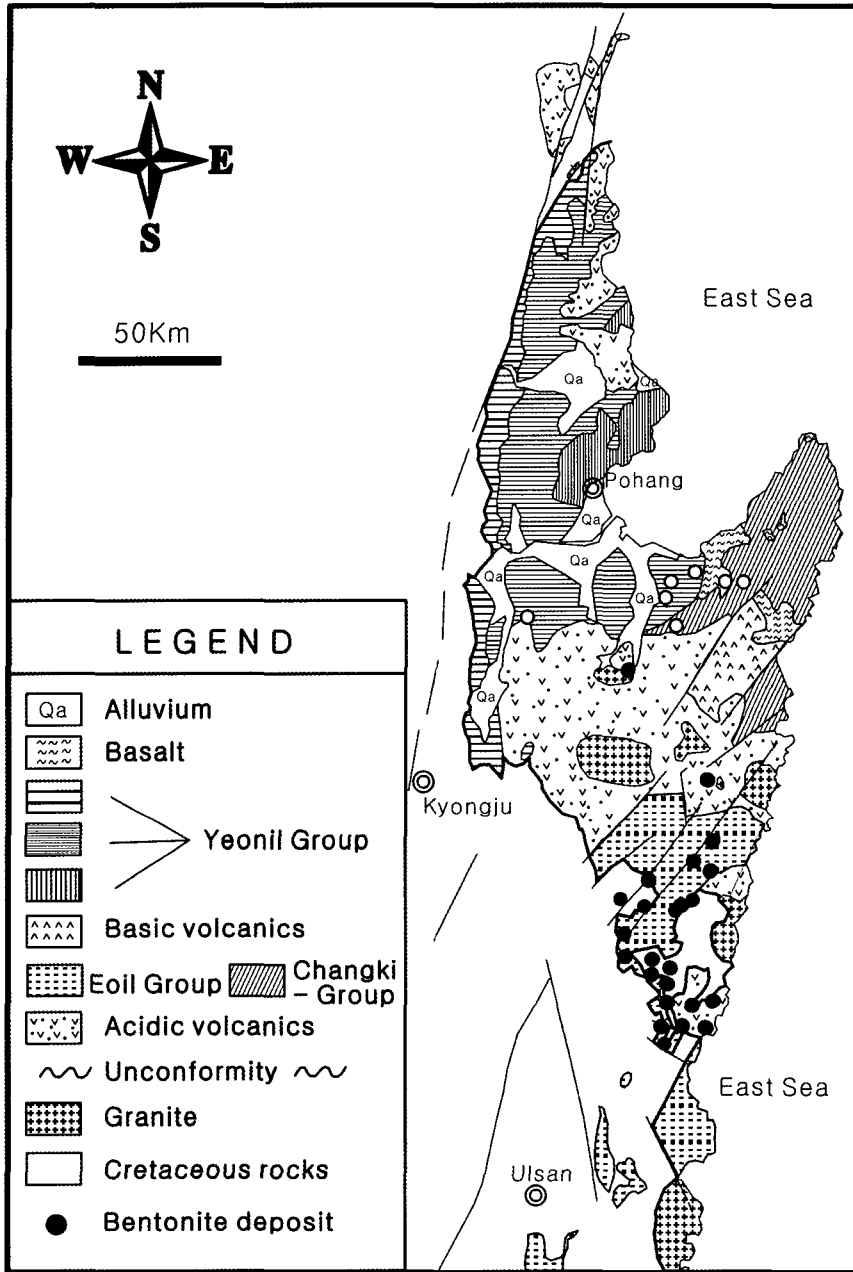 N
W E
S
50Km
East Sea
Qa
Qa
Pohang
Qa
Qa
Qa
Qa
Qa
Kyongju
East Sea
Ulsan
LEGEND
Qa Alluvium
Basalt
Yeonil Group
Basic volcanics
Eoil Group Changki
– Group
Acidic volcanics
Unconformity
Granite
Cretaceous rocks
Bentonite deposit